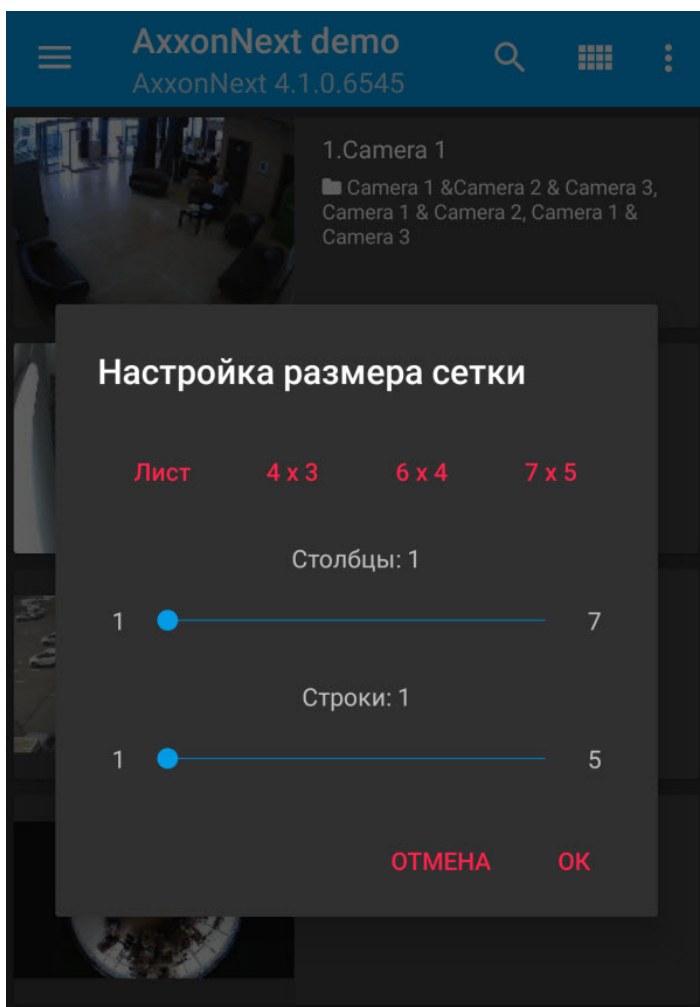 AxxonNext demo
AxxonNext 4.1.0.6545
1.Camera 1
Camera 1 &Camera 2 & Camera 3,
Camera 1 & Camera 2, Camera 1 &
Camera 3
Настройка размера сетки
Лист 4 x 3 6 x 4 7 x 5
Столбцы: 1
1 7
Строки: 1
1 5
ОТМЕНА ОК